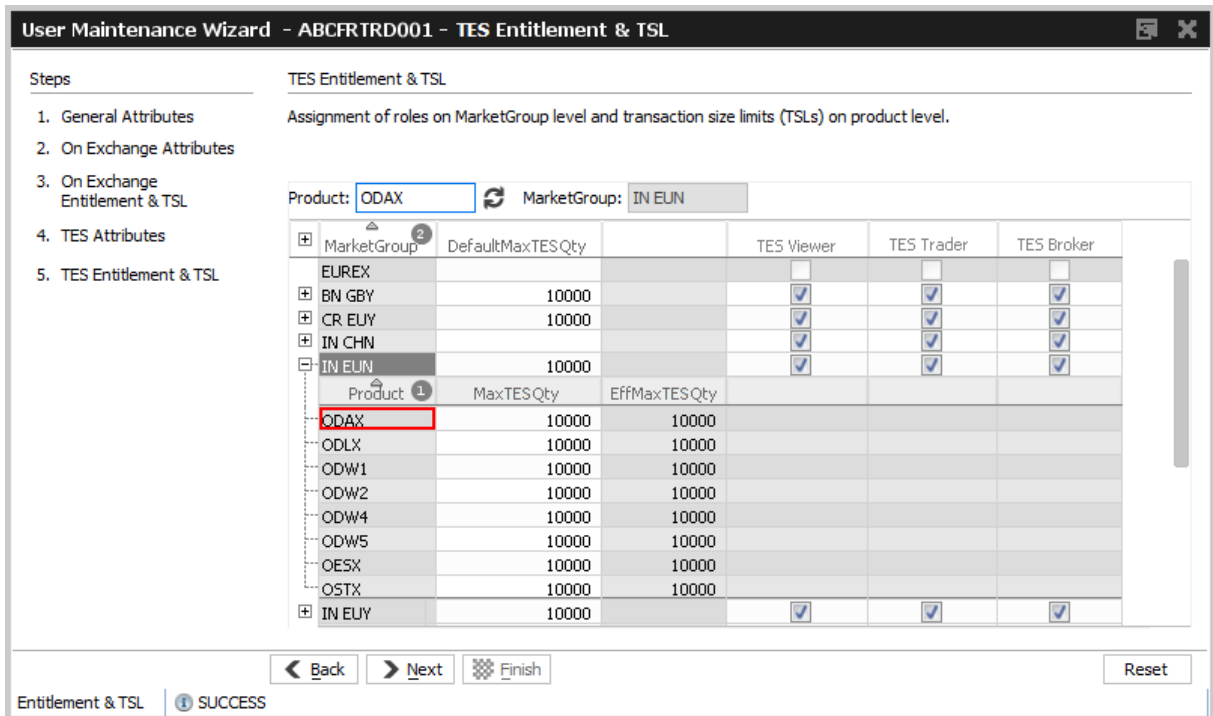 User Maintenance Wizard - ABCFRTRD001 - TES Entitlement & TSL
Steps
1. General Attributes
2. On Exchange Attributes
3. On Exchange
Entitlement & TSL
4. TES Attributes
5. TES Entitlement & TSL
TES Entitlement & TSL
Assignment of roles on MarketGroup level and transaction size limits (TSLs) on product level.
Product: ODAX MarketGroup: IN EUN
MarketGroup 2 DefaultMaxTESQty TES Viewer TES Trader TES Broker
EUREX
BN GBY 10000
CR EUY 10000
IN CHN
IN EUN 10000
Product 1 MaxTESQty EffMaxTESQty
ODAX 10000 10000
ODLX 10000 10000
ODW1 10000 10000
ODW2 10000 10000
ODW4 10000 10000
ODW5 10000 10000
OESX 10000 10000
OSTX 10000 10000
IN EUY 10000
Back Next Finish Reset
Entitlement & TSL SUCCESS